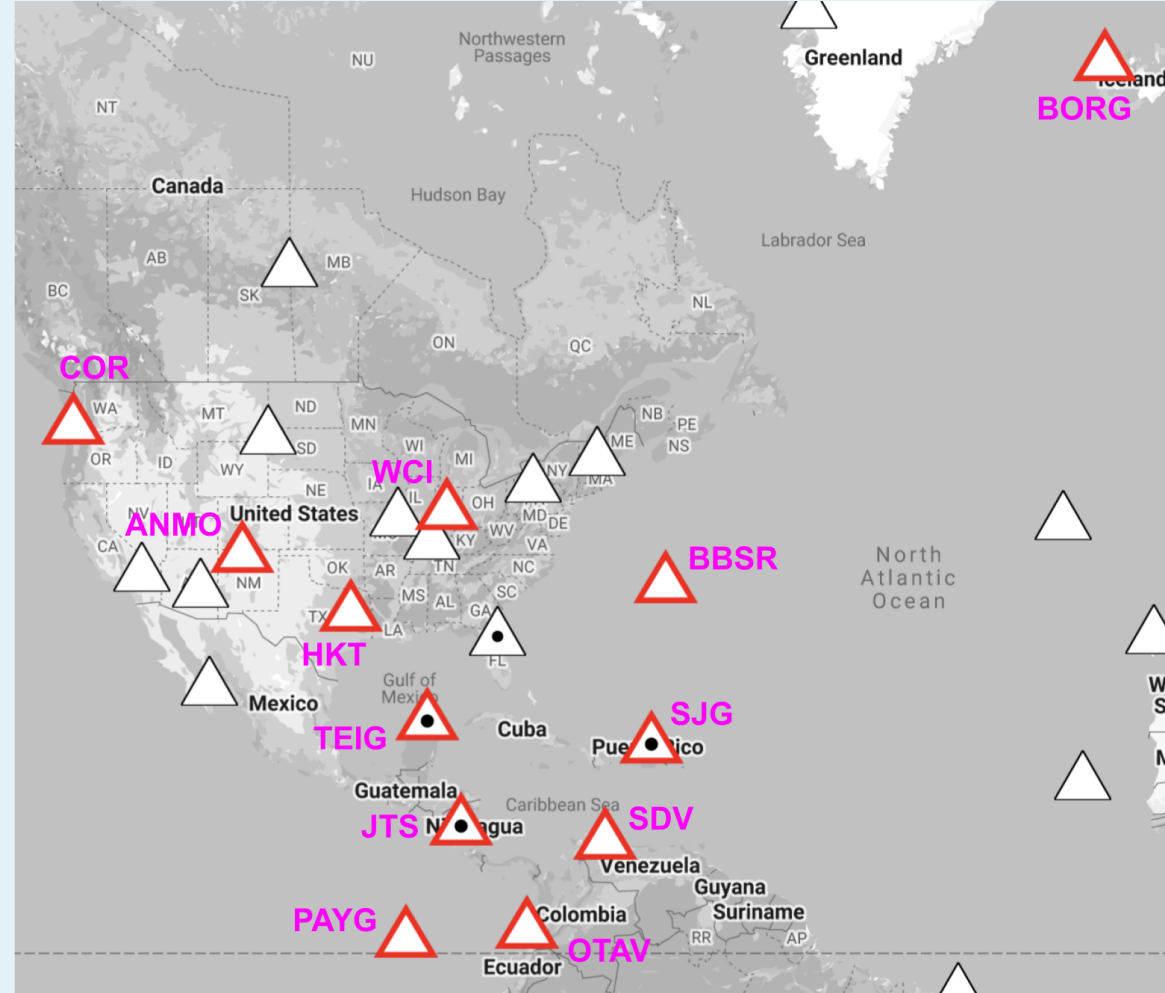 Northwestern
Passages
NU
Greenland
Iceland
BORG
NT
Canada
Hudson Bay
Labrador Sea
AB
MB
BC
SK
NL
ON
QC
COR
WA
MT
ND
MN
NB
PE
ME
NS
OR
ID
WY
SD
WI
MI
NY
MA
WCI
NE
IA
IL
OH
MD
DE
NV
United States
ANMO
CA
KY
WV
VA
NM
OK
AR
TN
NC
BBSR
North
Atlantic
Ocean
MS
AL
GA
SC
TX
LA
HKT
FL
Gulf of
Mexico
Mexico
TEIG
Cuba
SJG
Puerto Rico
Guatemala
Caribbean Sea
JTS
Nicaragua
SDV
Venezuela
Guyana
Suriname
PAYG
Colombia
OTAV
RR
AP
Ecuador